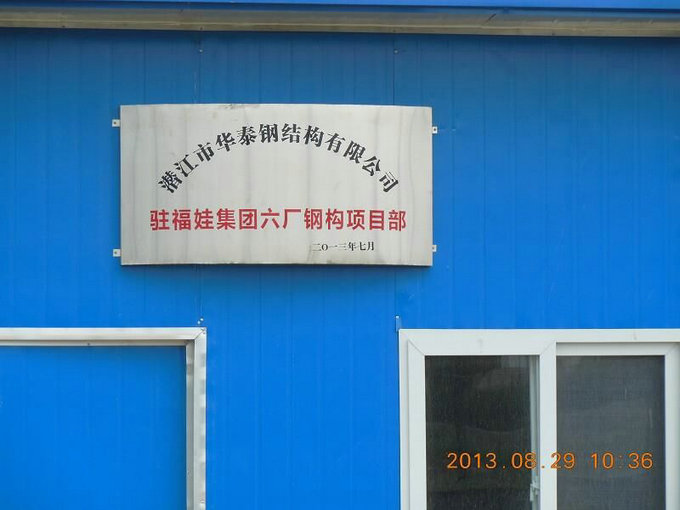 潜江市华泰钢结构有限公司
驻福娃集团六厂钢构项目部
二〇一三年七月
2013.08.29 10:36